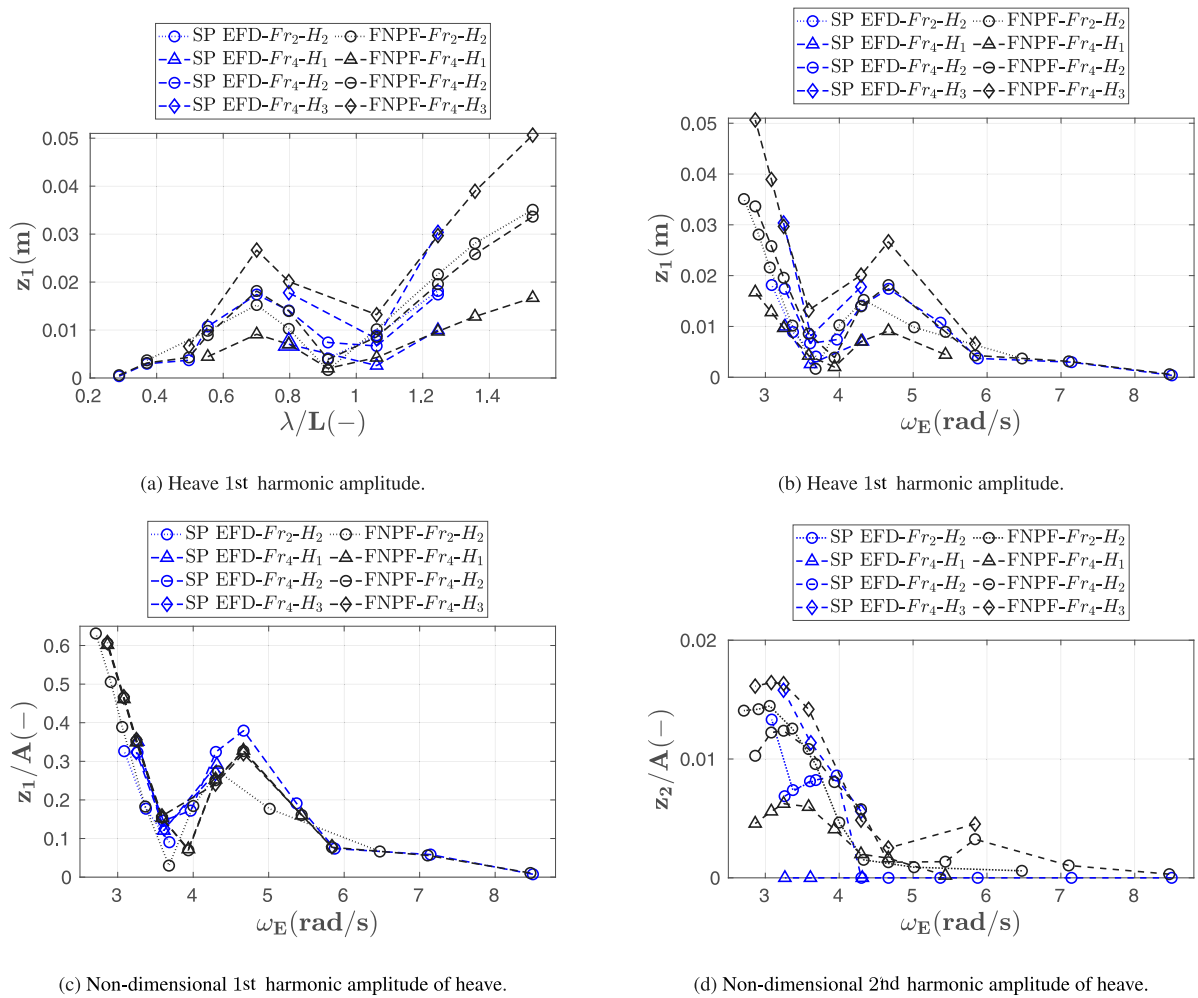 SP EFD-Fr₂-H₂ FNPF-Fr₂-H₂
SP EFD-Fr₄-H₁ FNPF-Fr₄-H₁
SP EFD-Fr₄-H₂ FNPF-Fr₄-H₂
SP EFD-Fr₄-H₃ FNPF-Fr₄-H₃
0.05
0.04
0.03
0.02
0.01
0
z₁(m)
0.2 0.4 0.6 0.8 1 1.2 1.4
λ/L(−)
(a) Heave 1st harmonic amplitude.
SP EFD-Fr₂-H₂ FNPF-Fr₂-H₂
SP EFD-Fr₄-H₁ FNPF-Fr₄-H₁
SP EFD-Fr₄-H₂ FNPF-Fr₄-H₂
SP EFD-Fr₄-H₃ FNPF-Fr₄-H₃
0.05
0.04
0.03
0.02
0.01
0
z₁(m)
3 4 5 6 7 8
ω_E(rad/s)
(b) Heave 1st harmonic amplitude.
SP EFD-Fr₂-H₂ FNPF-Fr₂-H₂
SP EFD-Fr₄-H₁ FNPF-Fr₄-H₁
SP EFD-Fr₄-H₂ FNPF-Fr₄-H₂
SP EFD-Fr₄-H₃ FNPF-Fr₄-H₃
0.6
0.5
0.4
0.3
0.2
0.1
0
z₁/A(−)
3 4 5 6 7 8
ω_E(rad/s)
(c) Non-dimensional 1st harmonic amplitude of heave.
SP EFD-Fr₂-H₂ FNPF-Fr₂-H₂
SP EFD-Fr₄-H₁ FNPF-Fr₄-H₁
SP EFD-Fr₄-H₂ FNPF-Fr₄-H₂
SP EFD-Fr₄-H₃ FNPF-Fr₄-H₃
0.02
0.01
0
z₂/A(−)
3 4 5 6 7 8
ω_E(rad/s)
(d) Non-dimensional 2nd harmonic amplitude of heave.